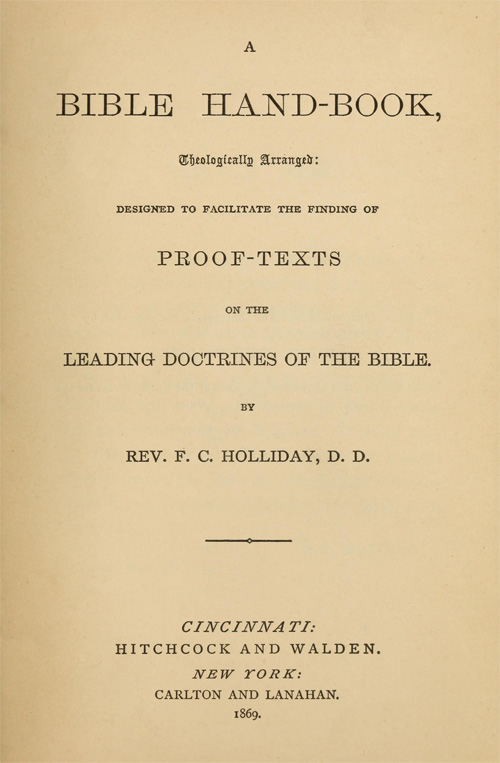 A
BIBLE HAND-BOOK,
Theologically Arranged:
DESIGNED TO FACILITATE THE FINDING OF
PROOF-TEXTS
ON THE
LEADING DOCTRINES OF THE BIBLE.
BY
REV. F. C. HOLLIDAY, D. D.
CINCINNATI:
HITCHCOCK AND WALDEN.
NEW YORK:
CARLTON AND LANAHAN.
1869.